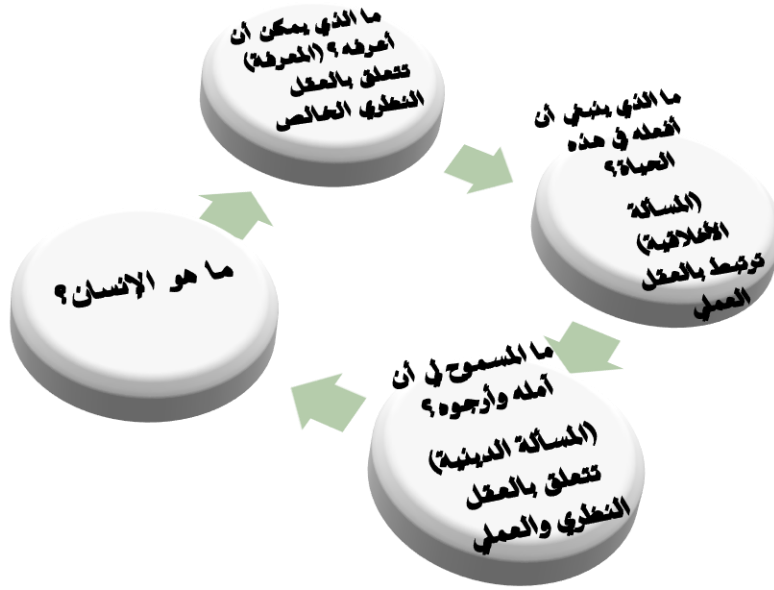 ما الذي يمكن أن
أعرفه؟ (المعرفة)
تتعلق بالعقل
النظري الخالص
ما الذي ينبغي أن
أفعله في هذه
الحياة؟
(المسألة
الأخلاقية)
ترتبط بالعقل
العملي
ما المسموح لي أن
آمله وأرجوه؟
(المسألة الدينية)
تتعلق بالعقل
النظري والعملي
ما هو الإنسان؟